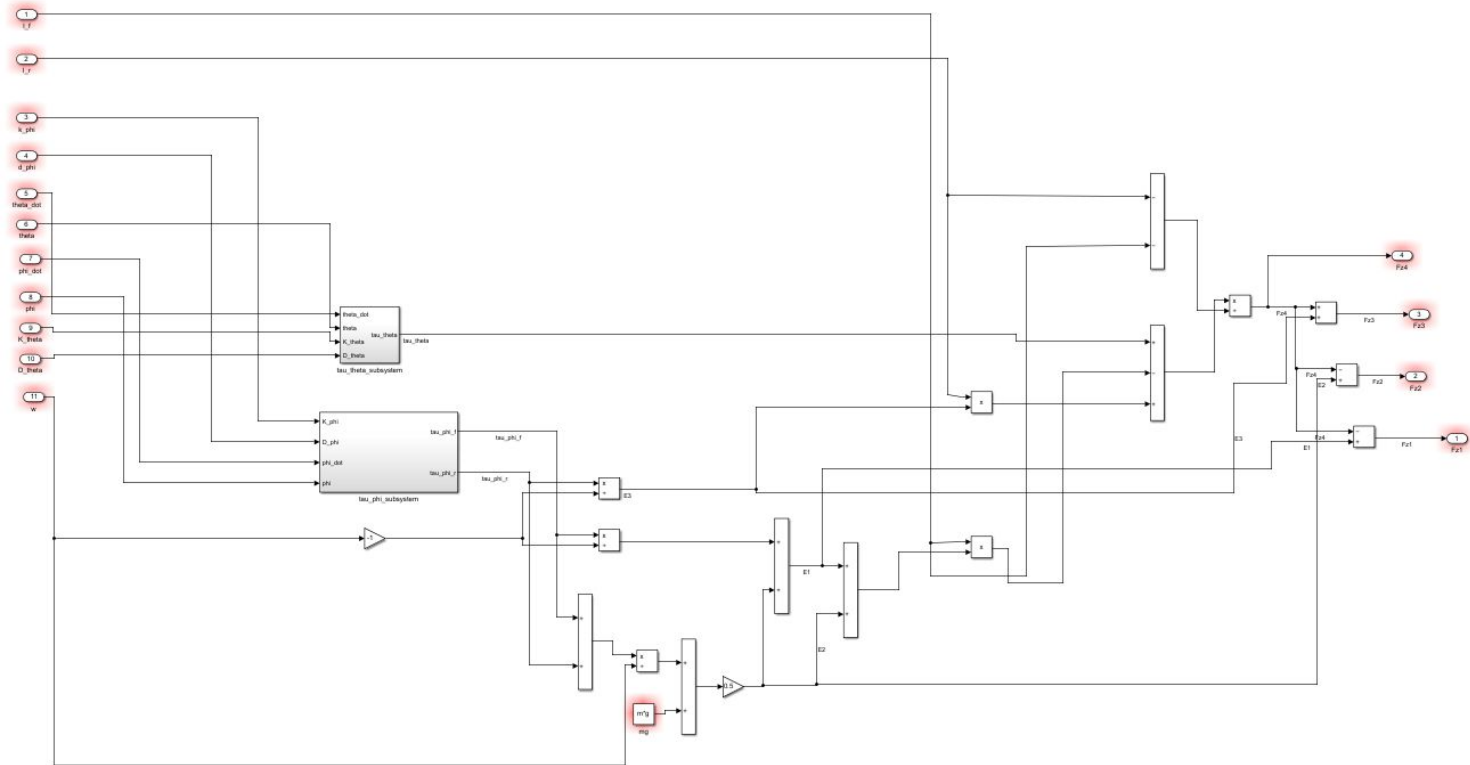 1
l_f
2
l_r
3
k_phi
4
d_phi
5
theta_dot
6
theta
7
phi_dot
8
phi
9
K_theta
10
D_theta
11
w
theta_dot
theta
K_theta
D_theta
tau_theta
tau_theta
tau_theta_subsystem
K_phi
D_phi
phi_dot
phi
tau_phi_f
tau_phi_r
tau_phi_f
tau_phi_r
tau_phi_subsystem
-1
E3
E1
E2
m*g
mg
0.5
Fz4
4
Fz4
Fz3
3
Fz3
Fz4
E2
Fz2
2
Fz2
E3
Fz4
E1
Fz1
1
Fz1